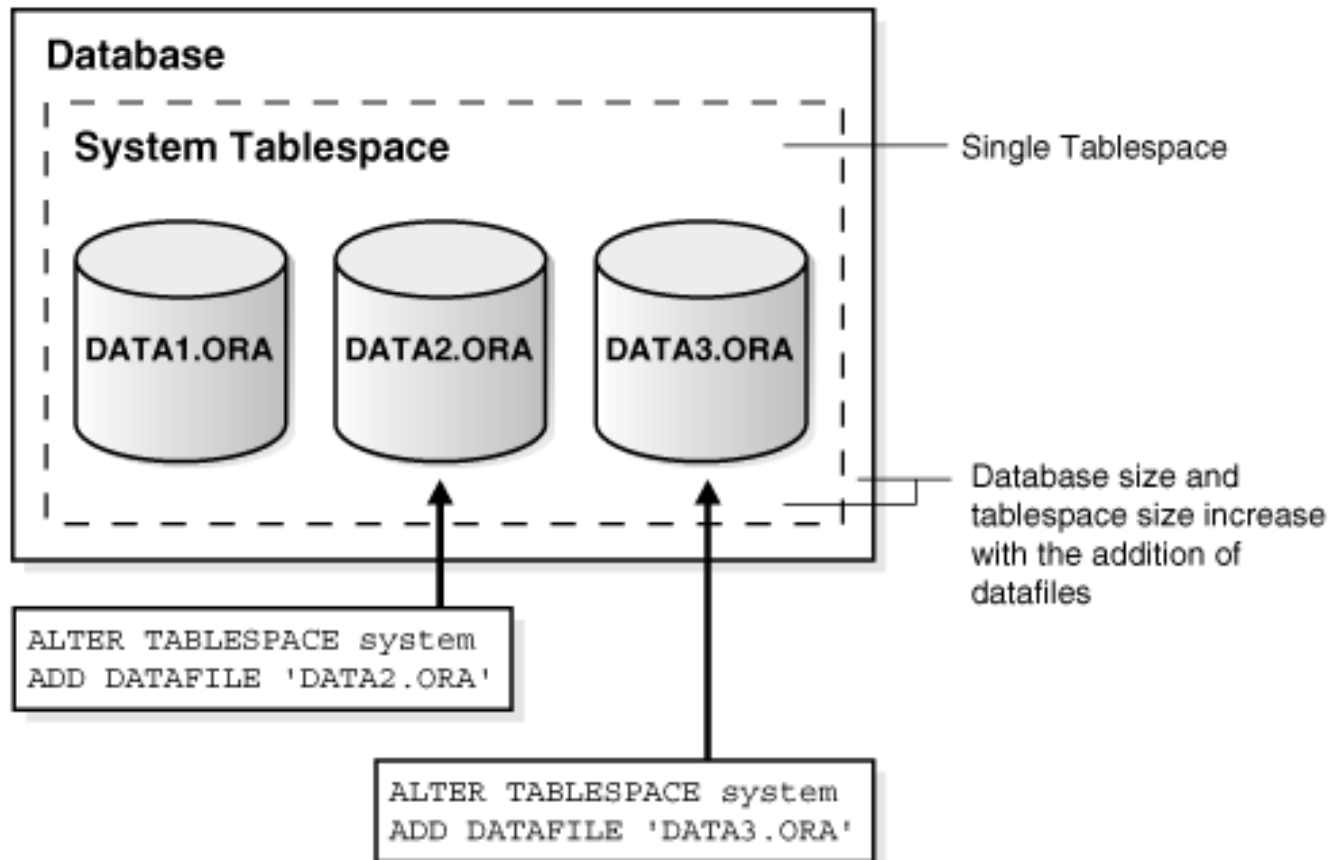 Database
System Tablespace
Single Tablespace
DATA1.ORA
DATA2.ORA
DATA3.ORA
Database size and
tablespace size increase
with the addition of
datafiles
ALTER TABLESPACE system
ADD DATAFILE 'DATA2.ORA'
ALTER TABLESPACE system
ADD DATAFILE 'DATA3.ORA'